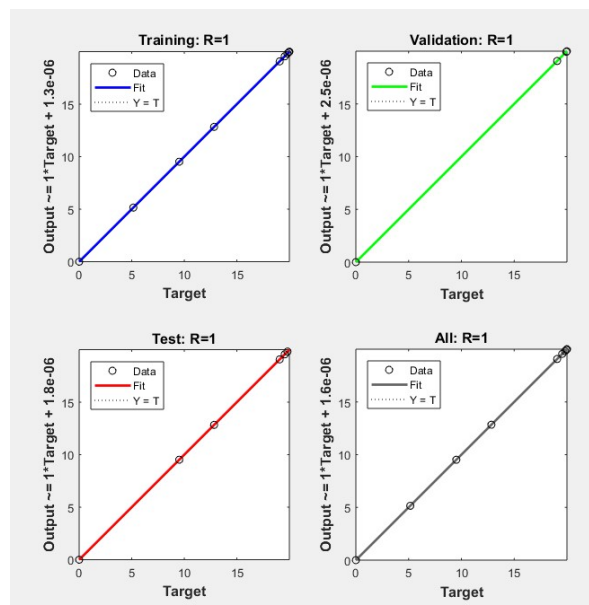 Training: R=1
Output ~= 1*Target + 1.3e-06
Data
Fit
Y = T
15
10
5
0
0 5 10 15
Target
Validation: R=1
Output ~= 1*Target + 2.5e-06
Data
Fit
Y = T
15
10
5
0
0 5 10 15
Target
Test: R=1
Output ~= 1*Target + 1.8e-06
Data
Fit
Y = T
15
10
5
0
0 5 10 15
Target
All: R=1
Output ~= 1*Target + 1.6e-06
Data
Fit
Y = T
15
10
5
0
0 5 10 15
Target